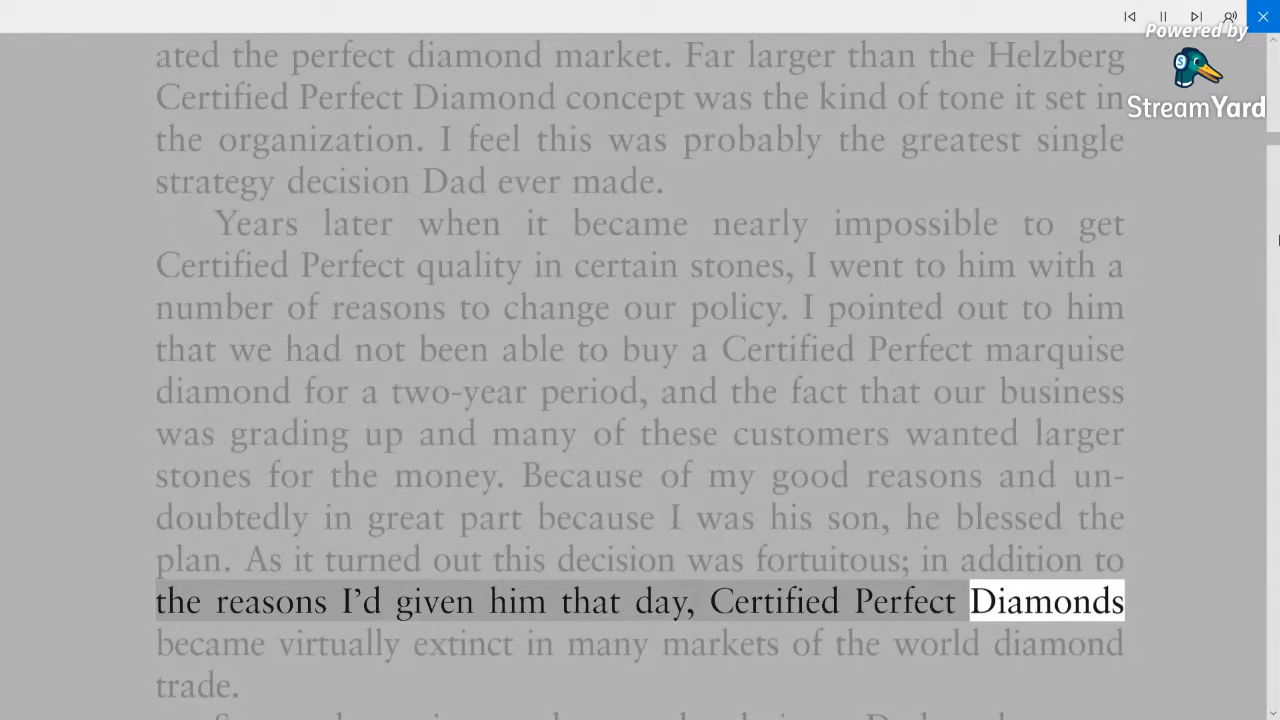 Powered by
StreamYard
ated the perfect diamond market. Far larger than the Helzberg
Certified Perfect Diamond concept was the kind of tone it set in
the organization. I feel this was probably the greatest single
strategy decision Dad ever made.
Years later when it became nearly impossible to get
Certified Perfect quality in certain stones, I went to him with a
number of reasons to change our policy. I pointed out to him
that we had not been able to buy a Certified Perfect marquise
diamond for a two-year period, and the fact that our business
was grading up and many of these customers wanted larger
stones for the money. Because of my good reasons and un-
doubtedly in great part because I was his son, he blessed the
plan. As it turned out this decision was fortuitous; in addition to
the reasons I’d given him that day, Certified Perfect Diamonds
became virtually extinct in many markets of the world diamond
trade.